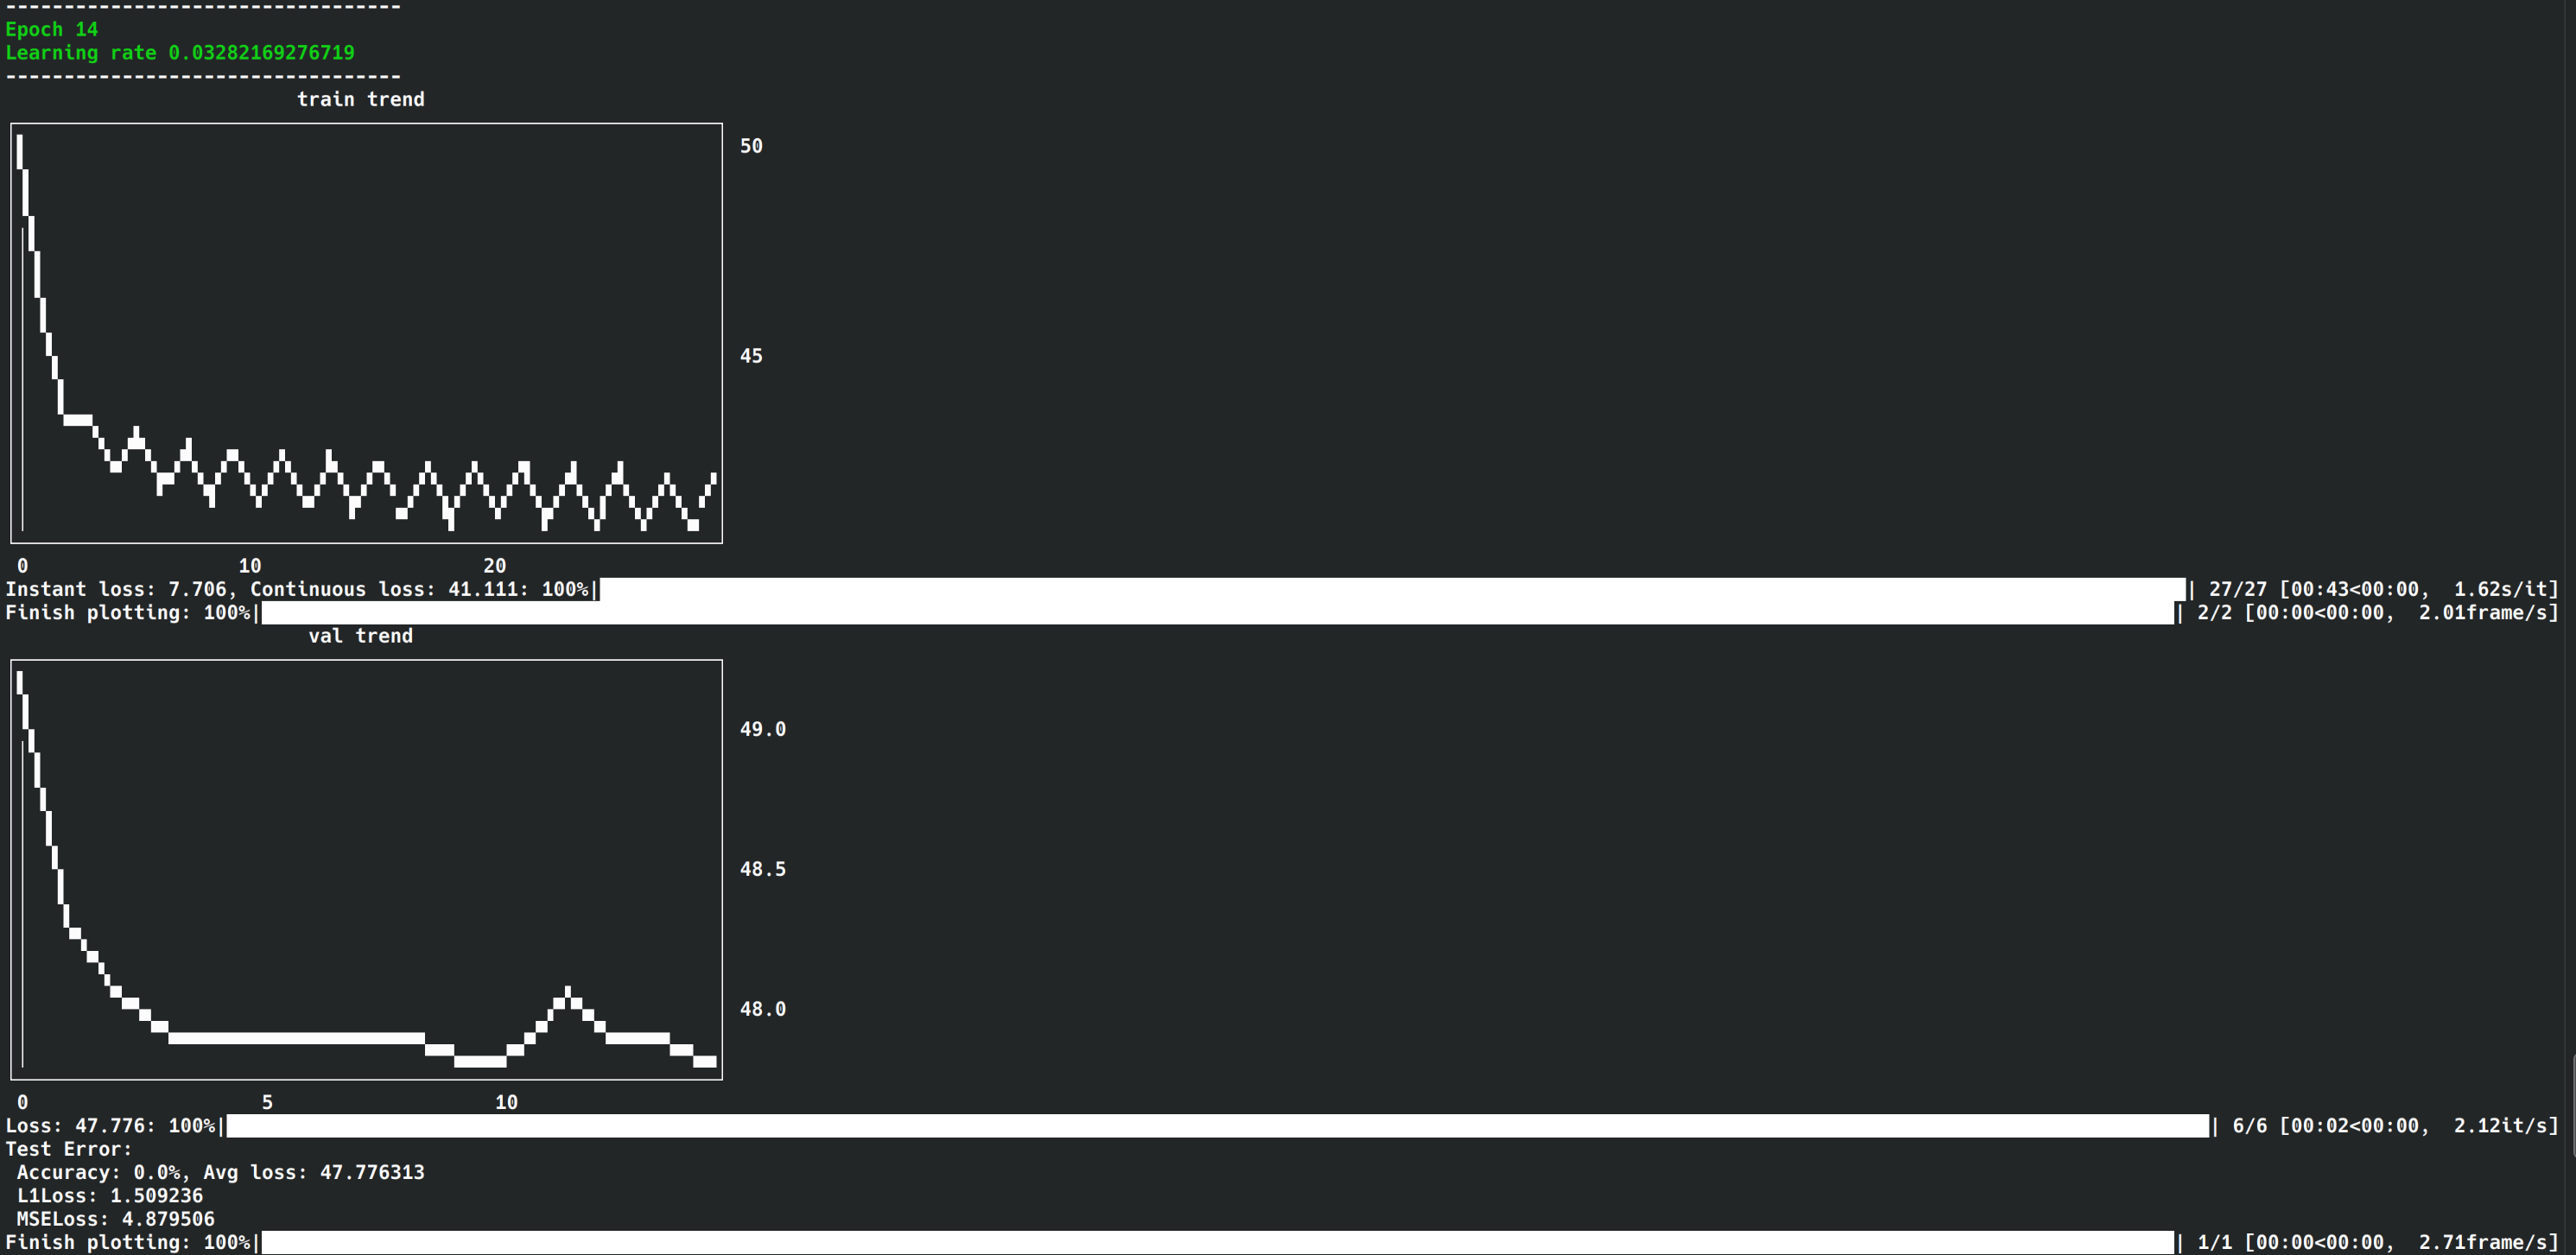 ----------------------------------
Epoch 14
Learning rate 0.03282169276719
----------------------------------
train trend
50
45
0 10 20
Instant loss: 7.706, Continuous loss: 41.111: 100%| | 27/27 [00:43<00:00, 1.62s/it]
Finish plotting: 100%| | 2/2 [00:00<00:00, 2.01frame/s]
val trend
49.0
48.5
48.0
0 5 10
Loss: 47.776: 100%| | 6/6 [00:02<00:00, 2.12it/s]
Test Error:
Accuracy: 0.0%, Avg loss: 47.776313
L1Loss: 1.509236
MSELoss: 4.879506
Finish plotting: 100%| | 1/1 [00:00<00:00, 2.71frame/s]